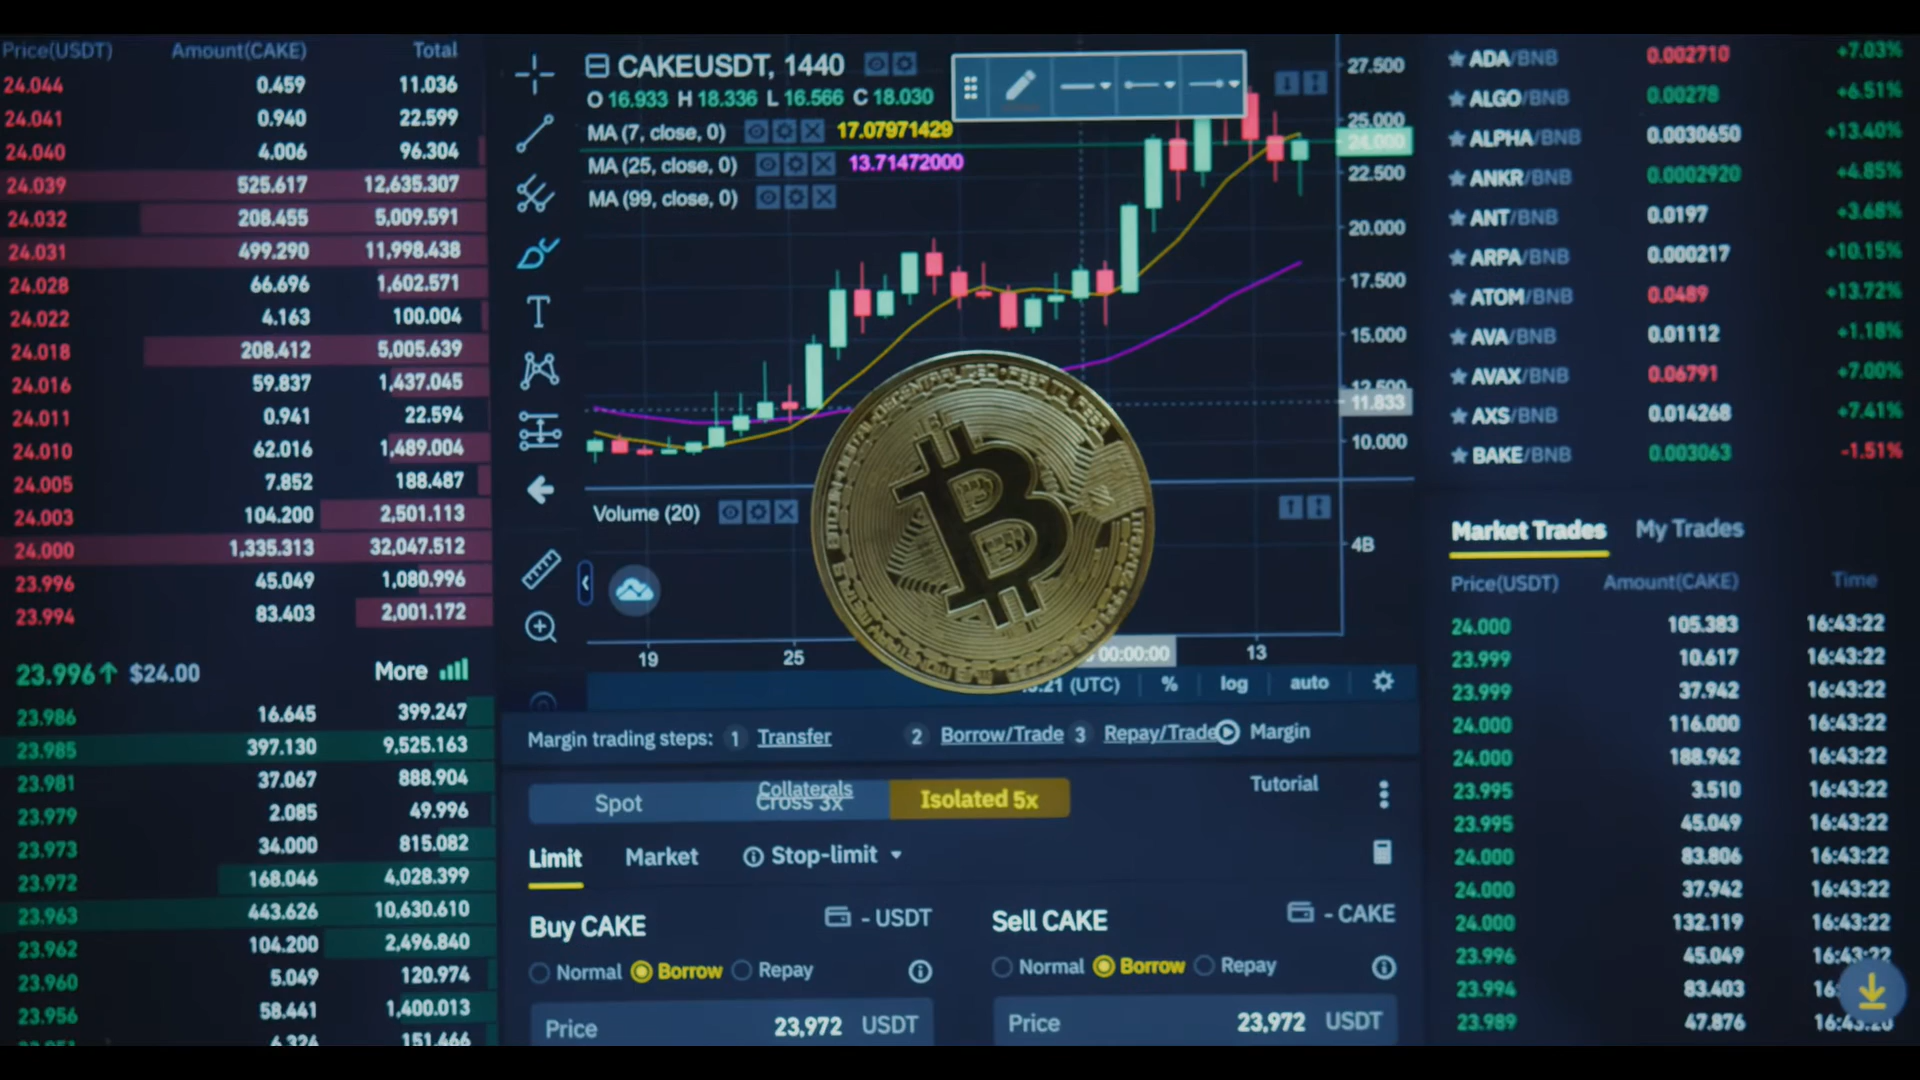 Price(USDT) Amount(CAKE) Total
24.044 0.459 11.036
24.041 0.940 22.599
24.040 4.006 96.304
24.039 525.617 12,635.307
24.032 208.455 5,009.591
24.031 499.290 11,998.438
24.028 66.696 1,602.571
24.022 4.163 100.004
24.018 208.412 5,005.639
24.016 59.837 1,437.045
24.011 0.941 22.594
24.010 62.016 1,489.004
24.005 7.852 188.487
24.003 104.200 2,501.113
24.000 1,335.313 32,047.512
23.996 45.049 1,080.996
23.994 83.403 2,001.172
23.996↑ $24.00 More
23.986 16.645 399.247
23.985 397.130 9,525.163
23.981 37.067 888.904
23.979 2.085 49.996
23.973 34.000 815.082
23.972 168.046 4,028.399
23.963 443.626 10,630.610
23.962 104.200 2,496.840
23.960 5.049 120.974
23.956 58.441 1,400.013
6.326 151.466
CAKEUSDT, 1440
O 16.933 H 18.336 L 16.566 C 18.030
MA (7, close, 0) 17.07971429
MA (25, close, 0) 13.71472000
MA (99, close, 0)
27.500
25.000
24.000
22.500
20.000
17.500
15.000
12.500
11.833
10.000
Volume (20)
4B
19 25 00:00:00 13
21 (UTC) % log auto
Margin trading steps: 1 Transfer 2 Borrow/Trade 3 Repay/Trade Margin
Collaterals Tutorial
Spot Cross 3x Isolated 5x
Limit Market Stop-limit
Buy CAKE - USDT
Normal Borrow Repay
Price 23,972 USDT
Sell CAKE - CAKE
Normal Borrow Repay
Price 23,972 USDT
ADA/BNB 0.002710 +7.03%
ALGO/BNB 0.00278 +6.51%
ALPHA/BNB 0.0030650 +13.40%
ANKR/BNB 0.0002920 +4.85%
ANT/BNB 0.0197 +3.68%
ARPA/BNB 0.000217 +10.15%
ATOM/BNB 0.0489 +13.72%
AVA/BNB 0.01112 +1.18%
AVAX/BNB 0.06791 +7.00%
AXS/BNB 0.014268 +7.41%
BAKE/BNB 0.003063 -1.51%
Market Trades My Trades
Price(USDT) Amount(CAKE) Time
24.000 105.383 16:43:22
23.999 10.617 16:43:22
23.999 37.942 16:43:22
24.000 116.000 16:43:22
24.000 188.962 16:43:22
23.995 3.510 16:43:22
23.995 45.049 16:43:22
24.000 83.806 16:43:22
24.000 37.942 16:43:22
24.000 132.119 16:43:22
23.996 45.049 16:43:22
23.994 83.403
23.989 47.876